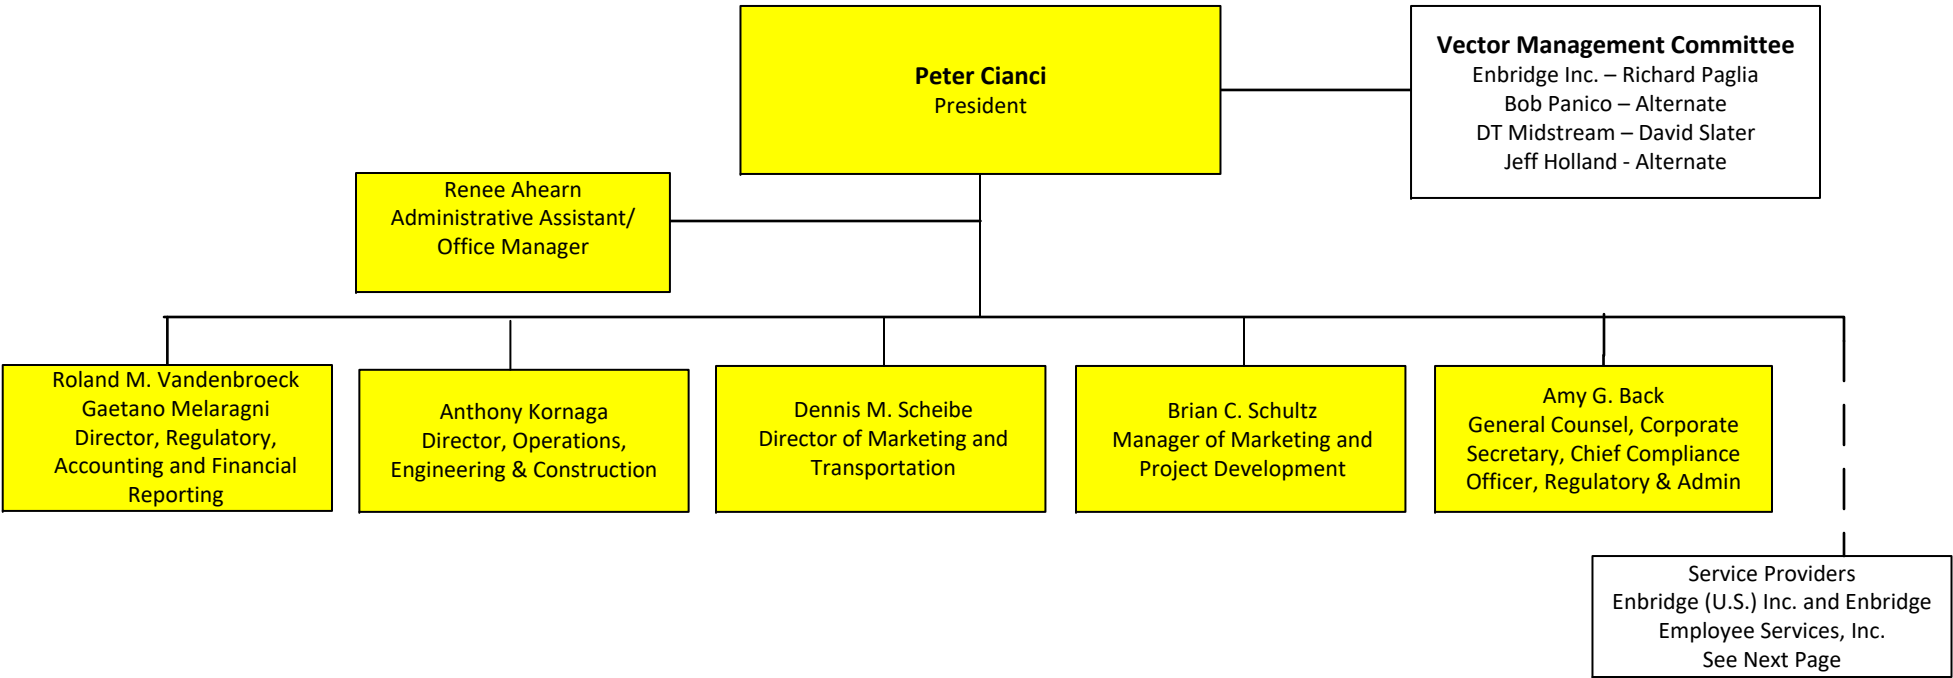 Peter Cianci
President
Vector Management Committee
Enbridge Inc. – Richard Paglia
Bob Panico – Alternate
DT Midstream – David Slater
Jeff Holland - Alternate
Renee Ahearn
Administrative Assistant/
Office Manager
Roland M. Vandenbroeck
Gaetano Melaragni
Director, Regulatory,
Accounting and Financial
Reporting
Anthony Kornaga
Director, Operations,
Engineering & Construction
Dennis M. Scheibe
Director of Marketing and
Transportation
Brian C. Schultz
Manager of Marketing and
Project Development
Amy G. Back
General Counsel, Corporate
Secretary, Chief Compliance
Officer, Regulatory & Admin
Service Providers
Enbridge (U.S.) Inc. and Enbridge
Employee Services, Inc.
See Next Page